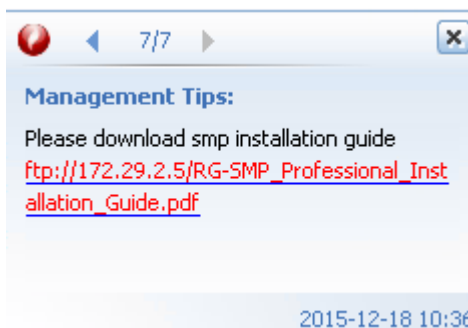 7/7
Management Tips:
Please download smp installation guide
ftp://172.29.2.5/RG-SMP_Professional_Inst
allation_Guide.pdf
2015-12-18 10:36